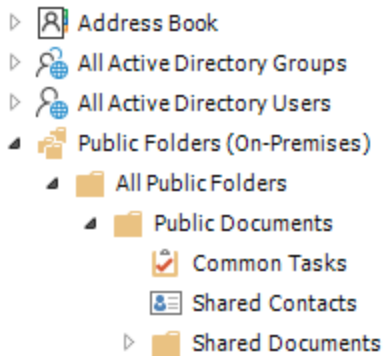 Address Book
All Active Directory Groups
All Active Directory Users
Public Folders (On-Premises)
All Public Folders
Public Documents
Common Tasks
Shared Contacts
Shared Documents